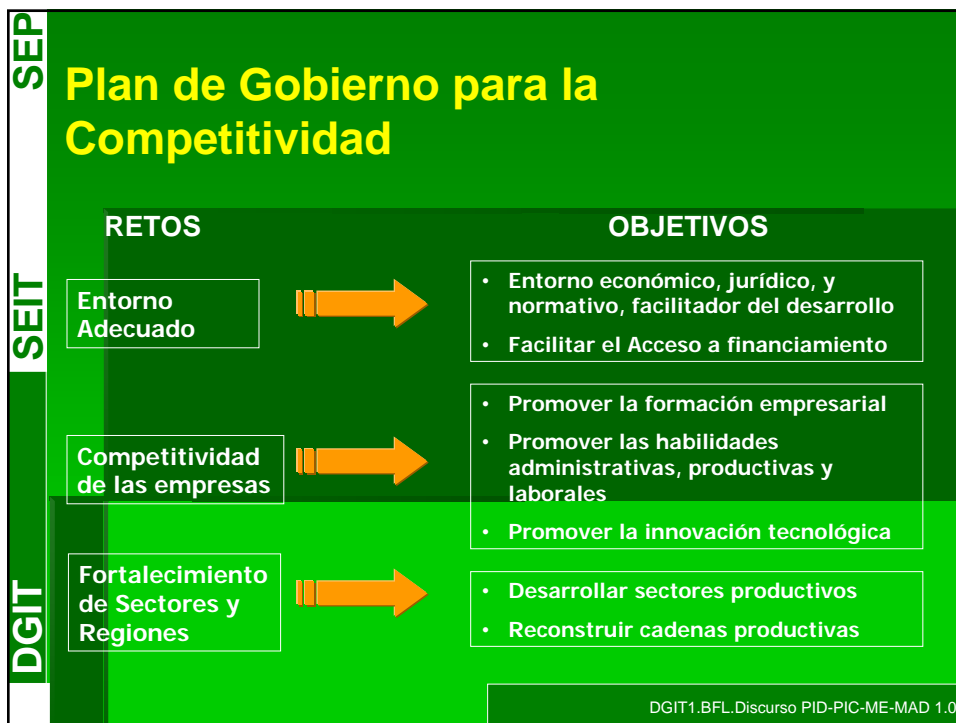 SEP
SEIT
DGIT
Plan de Gobierno para la
Competitividad
RETOS
OBJETIVOS
Entorno
Adecuado
• Entorno económico, jurídico, y
normativo, facilitador del desarrollo
• Facilitar el Acceso a financiamiento
Competitividad
de las empresas
• Promover la formación empresarial
• Promover las habilidades
administrativas, productivas y
laborales
• Promover la innovación tecnológica
Fortalecimiento
de Sectores y
Regiones
• Desarrollar sectores productivos
• Reconstruir cadenas productivas
DGIT1.BFL.Discurso PID-PIC-ME-MAD 1.0